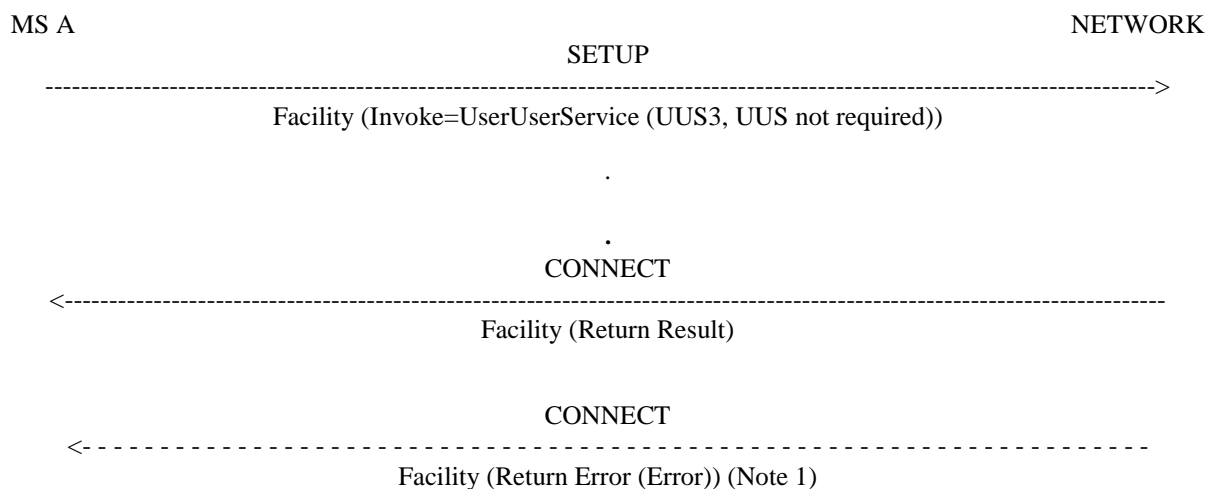 MS A NETWORK
SETUP
------------------------------------------------------------------------------------------------------------------------------>
Facility (Invoke=UserUserService (UUS3, UUS not required))
.
.
CONNECT
<-----------------------------------------------------------------------------------------------------------------------------
Facility (Return Result)
CONNECT
<- - - - - - - - - - - - - - - - - - - - - - - - - - - - - - - - - - - - - - - - - - - - - - - - - - - - - - - - - - - - - - - - - - - - -
Facility (Return Error (Error)) (Note 1)